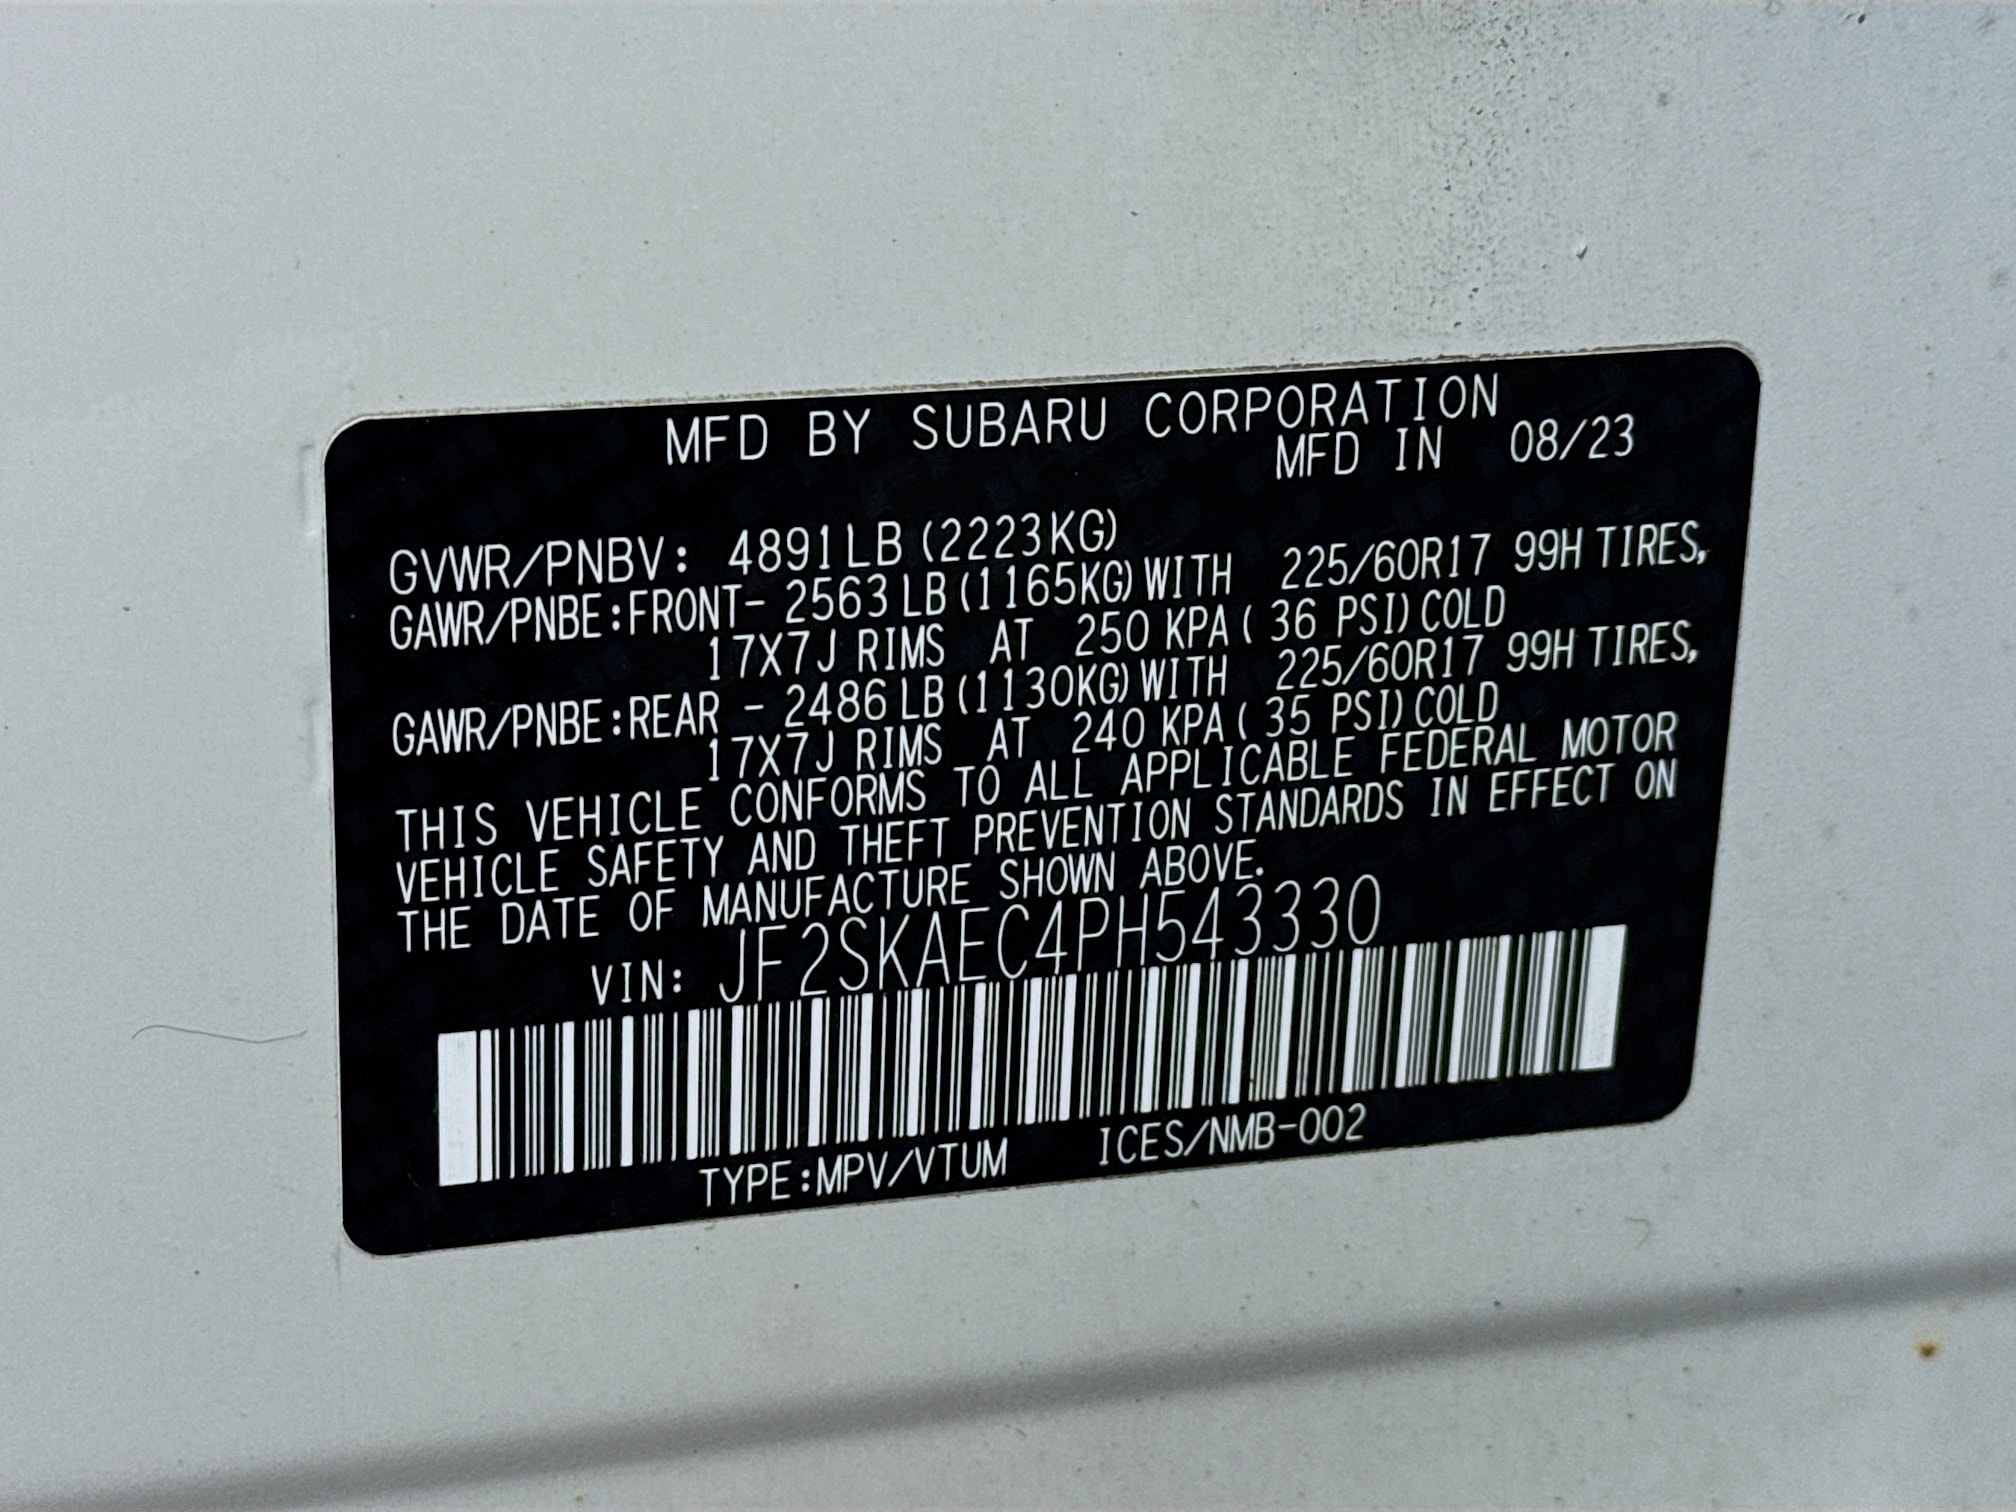 MFD BY SUBARU CORPORATION
MFD IN 08/23
GVWR/PNBV: 4891LB (2223KG)
GAWR/PNBE:FRONT- 2563LB(1165KG)WITH 225/60R17 99H TIRES,
17X7J RIMS AT 250 KPA( 36 PSI)COLD
GAWR/PNBE:REAR - 2486LB(1130KG)WITH 225/60R17 99H TIRES,
17X7J RIMS AT 240 KPA( 35 PSI)COLD
THIS VEHICLE CONFORMS TO ALL APPLICABLE FEDERAL MOTOR
VEHICLE SAFETY AND THEFT PREVENTION STANDARDS IN EFFECT ON
THE DATE OF MANUFACTURE SHOWN ABOVE.
VIN: JF2SKAEC4PH543330
TYPE:MPV/VTUM ICES/NMB-002